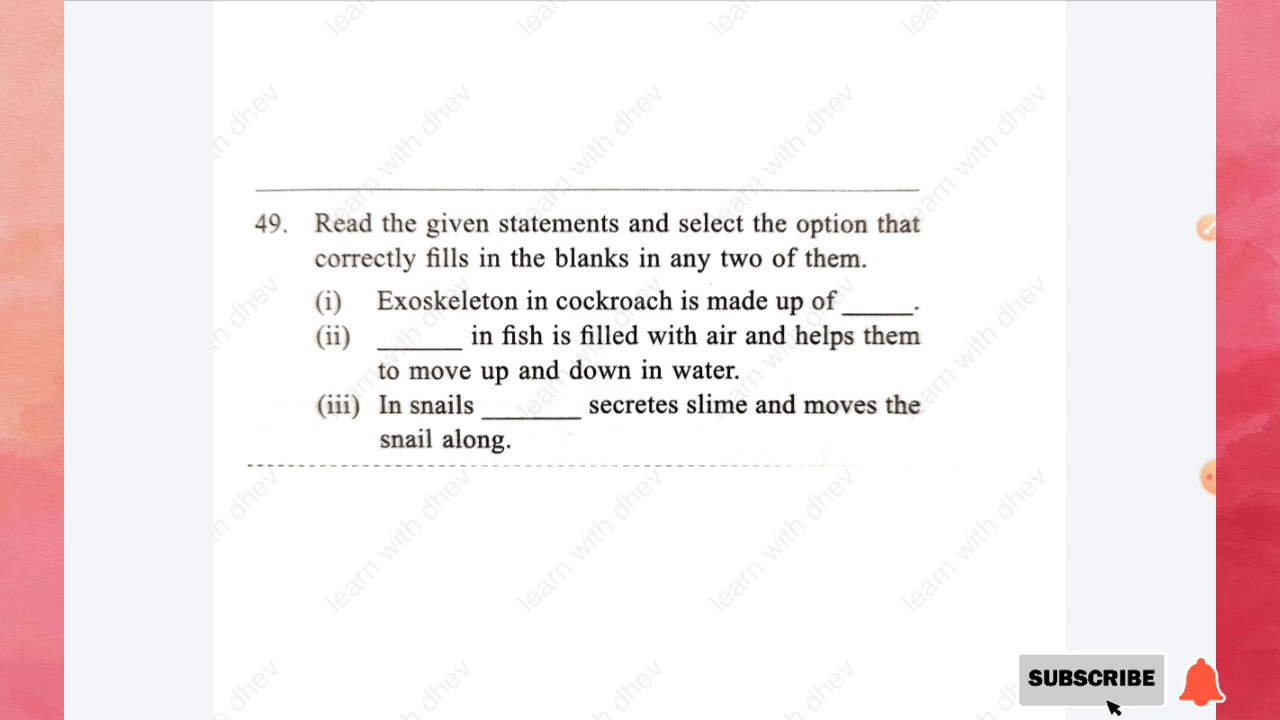 49. Read the given statements and select the option that
correctly fills in the blanks in any two of them.
(i) Exoskeleton in cockroach is made up of _____.
(ii) ______ in fish is filled with air and helps them
to move up and down in water.
(iii) In snails _______ secretes slime and moves the
snail along.
learn with dhev
SUBSCRIBE